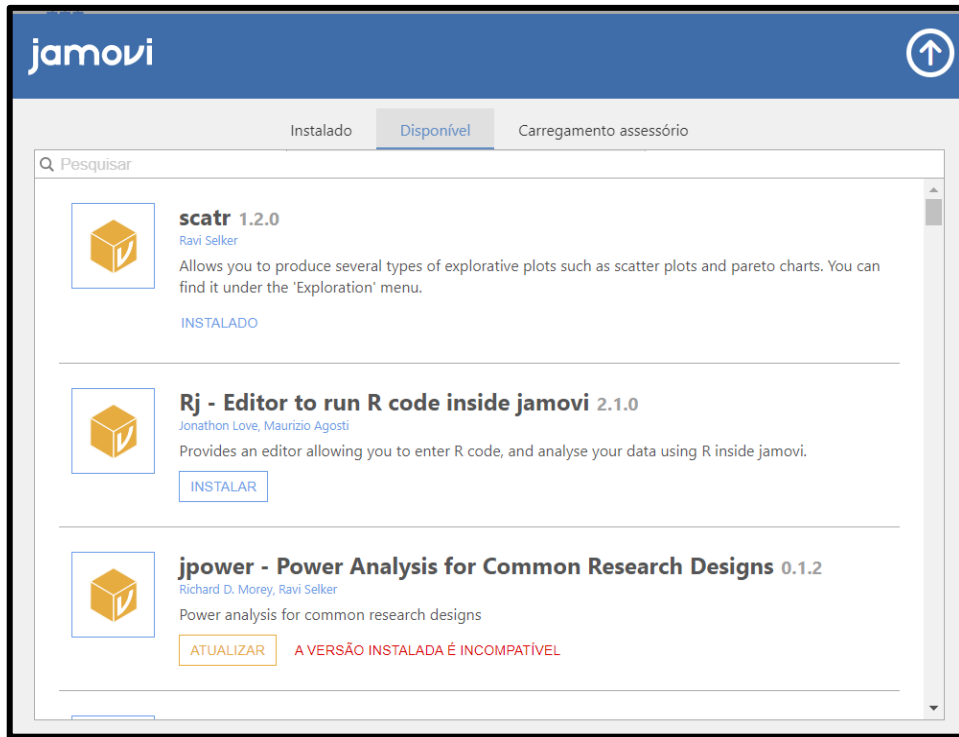 jamovi
Instalado Disponível Carregamento assessório
Pesquisar
scatr 1.2.0
Ravi Selker
Allows you to produce several types of explorative plots such as scatter plots and pareto charts. You can
find it under the 'Exploration' menu.
INSTALADO
Rj - Editor to run R code inside jamovi 2.1.0
Jonathon Love, Maurizio Agosti
Provides an editor allowing you to enter R code, and analyse your data using R inside jamovi.
INSTALAR
jpower - Power Analysis for Common Research Designs 0.1.2
Richard D. Morey, Ravi Selker
Power analysis for common research designs
ATUALIZAR A VERSÃO INSTALADA É INCOMPATÍVEL